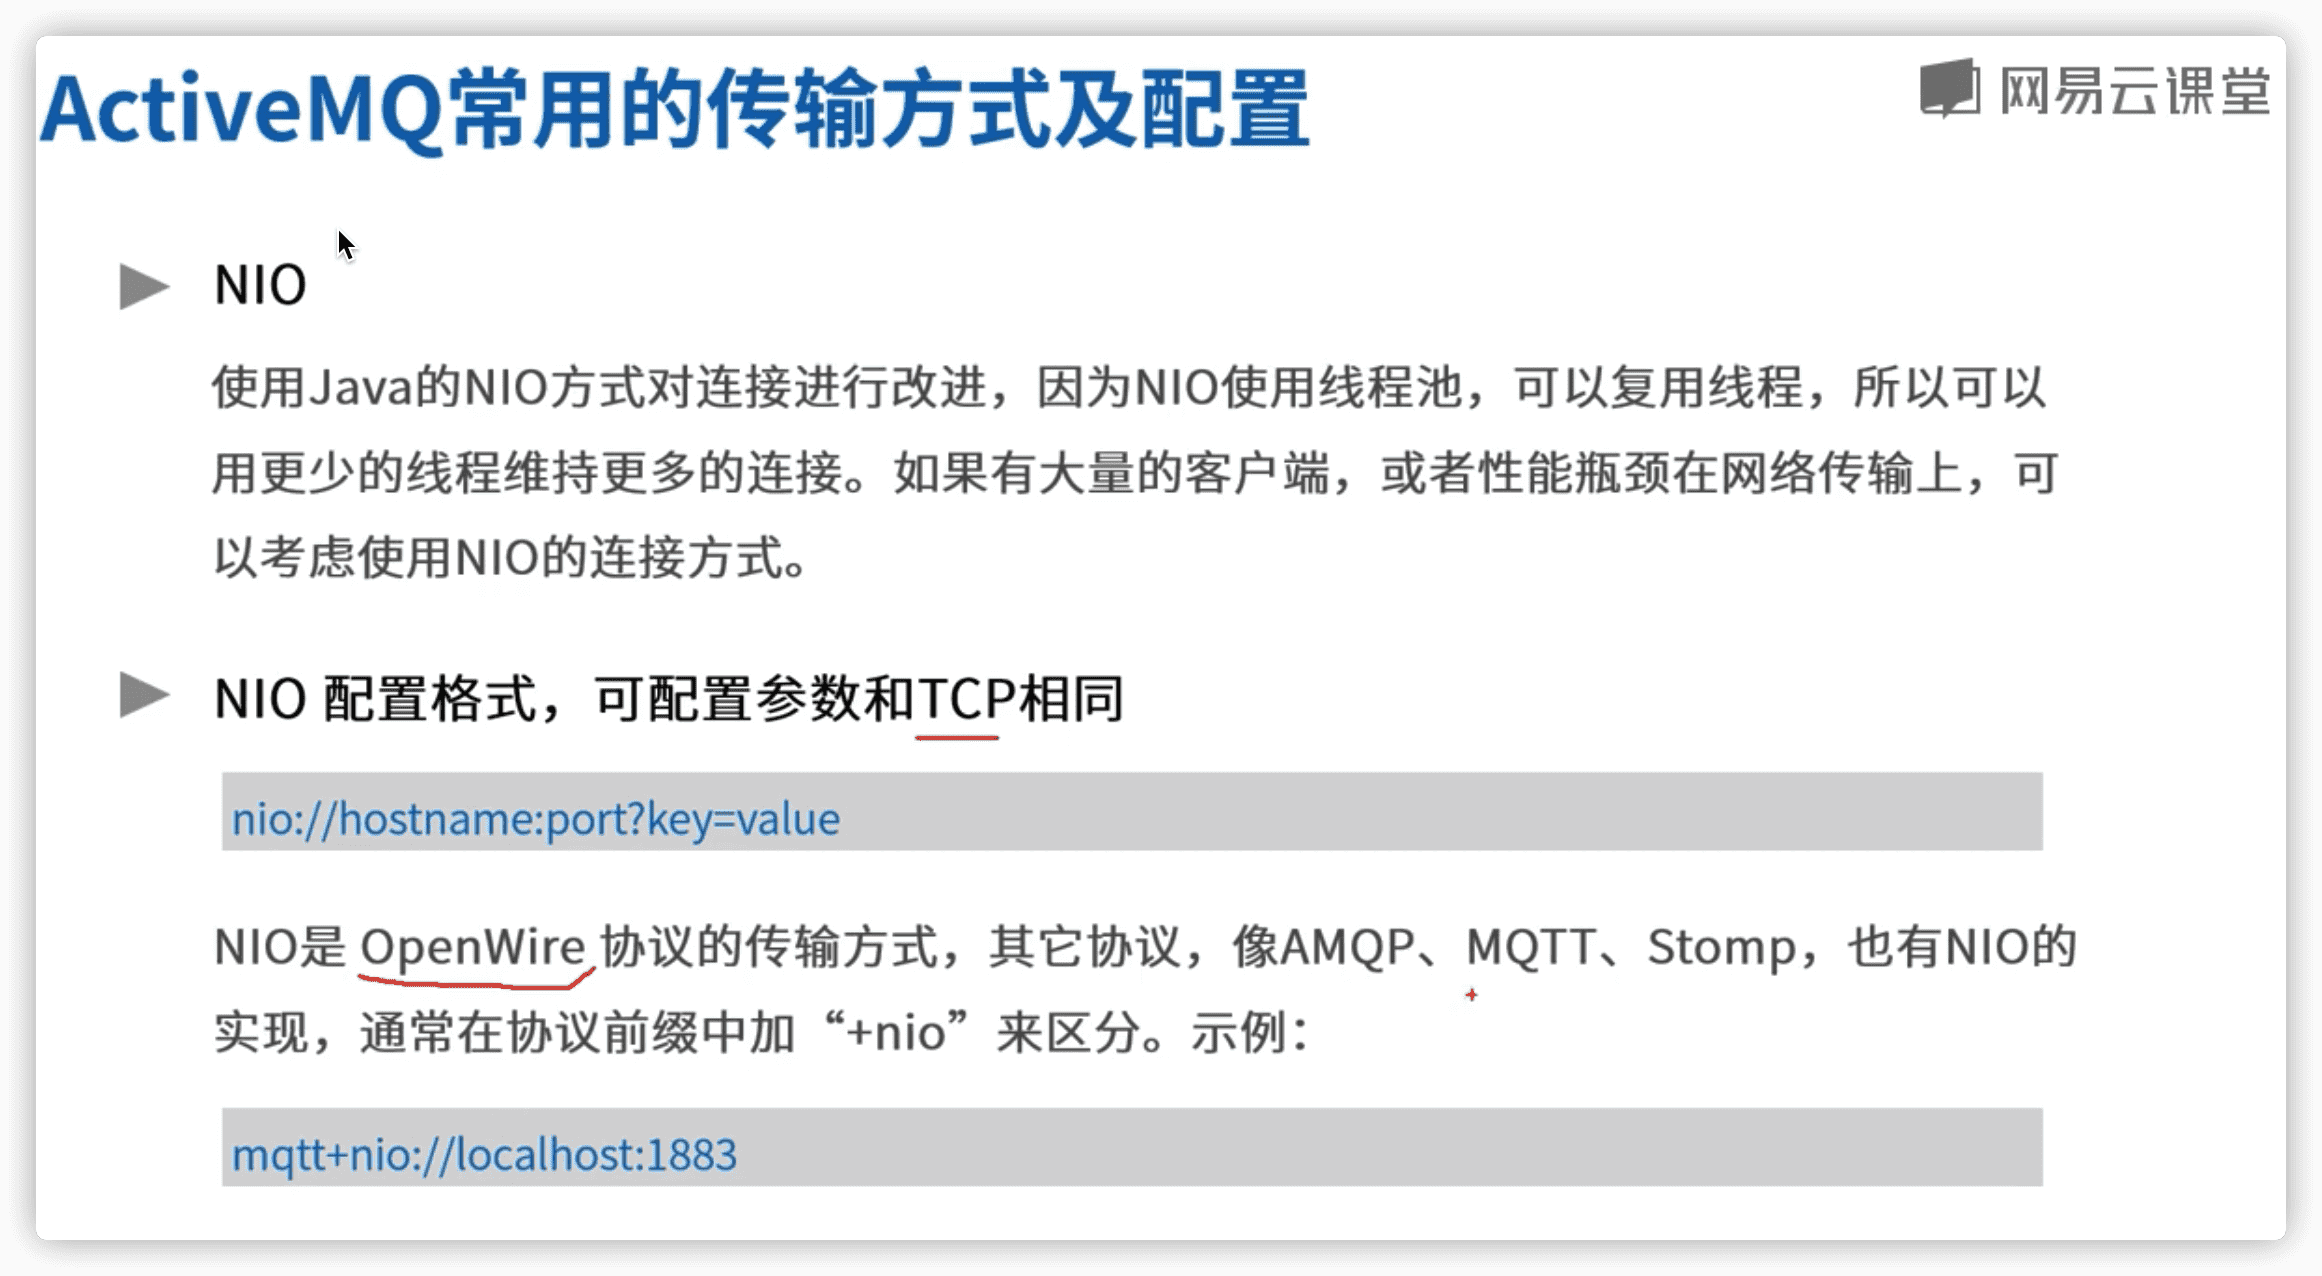 ActiveMQ常用的传输方式及配置
网易云课堂
NIO
使用Java的NIO方式对连接进行改进，因为NIO使用线程池，可以复用线程，所以可以
用更少的线程维持更多的连接。如果有大量的客户端，或者性能瓶颈在网络传输上，可
以考虑使用NIO的连接方式。
NIO 配置格式，可配置参数和TCP相同
nio://hostname:port?key=value
NIO是 OpenWire 协议的传输方式，其它协议，像AMQP、MQTT、Stomp，也有NIO的
实现，通常在协议前缀中加“+nio”来区分。示例：
mqtt+nio://localhost:1883